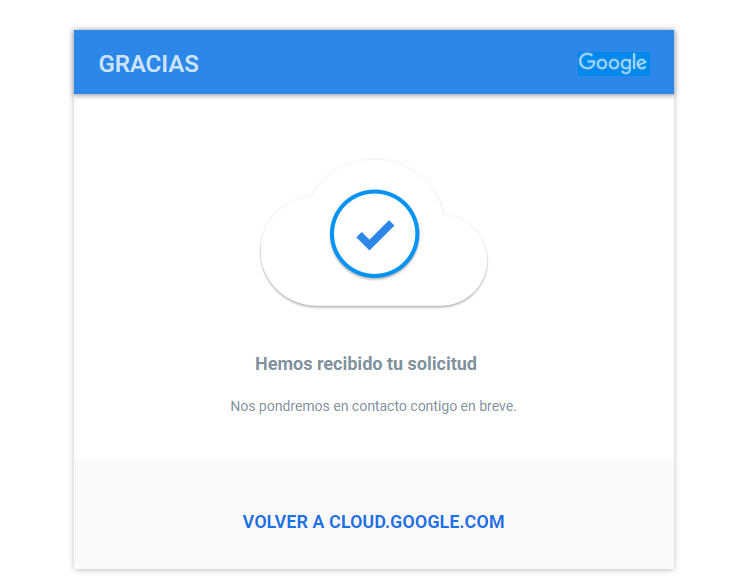 GRACIAS
Google
Hemos recibido tu solicitud
Nos pondremos en contacto contigo en breve.
VOLVER A CLOUD.GOOGLE.COM